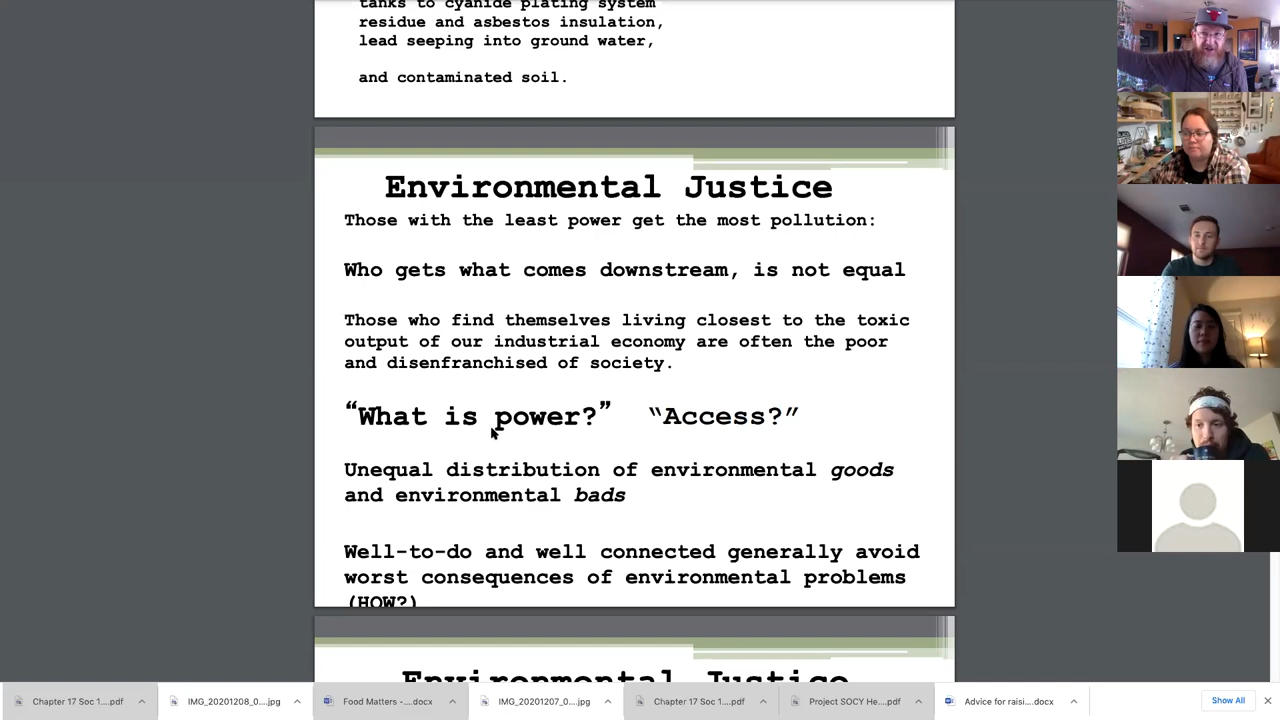 tanks to cyanide plating system
residue and asbestos insulation,
lead seeping into ground water,
and contaminated soil.
Environmental Justice
Those with the least power get the most pollution:
Who gets what comes downstream, is not equal
Those who find themselves living closest to the toxic
output of our industrial economy are often the poor
and disenfranchised of society.
“What is power?” “Access?”
Unequal distribution of environmental goods
and environmental bads
Well-to-do and well connected generally avoid
worst consequences of environmental problems
(HOW?)
Environmental Justice
Chapter 17 Soc 1....pdf
IMG_20201208_0....jpg
Food Matters -....docx
IMG_20201207_0....jpg
Chapter 17 Soc 1....pdf
Project SOCY He....pdf
Advice for raisi....docx
Show All